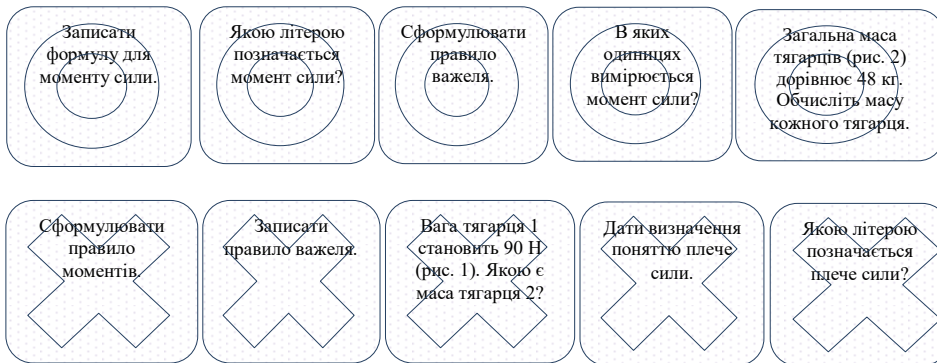 Записати
формулу для
моменту сили.
Якою літерою
позначається
момент сили?
Сформулювати
правило
важеля.
В яких
одиницях
вимірюється
момент сили?
Загальна маса
тягарців (рис. 2)
дорівнює 48 кг.
Обчисліть масу
кожного тягарця.
Сформулювати
правило
моментів.
Записати
правило важеля.
Вага тягарця 1
становить 90 Н
(рис. 1). Якою є
маса тягарця 2?
Дати визначення
поняттю плече
сили.
Якою літерою
позначається
плече сили?